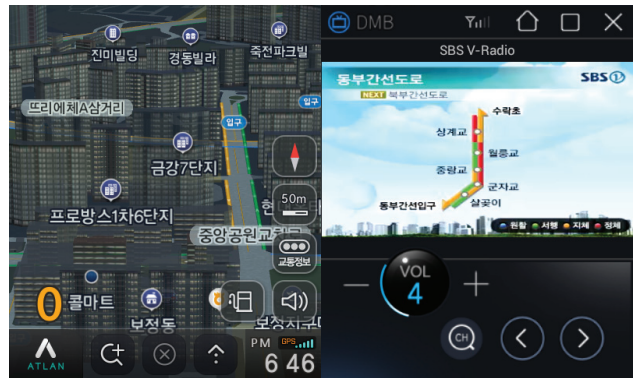 진미빌딩
경동빌라
죽전파크빌
뜨리에체A삼거리
입구
입구
금강7단지
50m
프로방스1차6단지
중앙공원교
교통정보
0
콜마트
보정동
ATLAN
PM GPS
6 46
DMB
SBS V-Radio
동부간선도로
SBS
NEXT 북부간선도로
수락초
상계교
월릉교
중랑교
군자교
동부간선입구
살곶이
원활
서행
지체
정체
VOL
4
CH